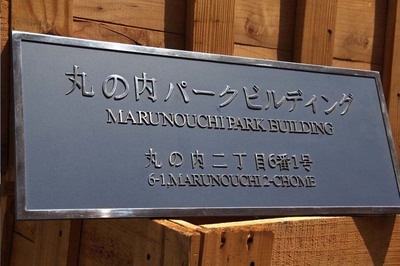 丸の内パークビルディング
MARUNOUCHI PARK BUILDING
丸の内二丁目6番1号
6-1,MARUNOUCHI 2-CHOME